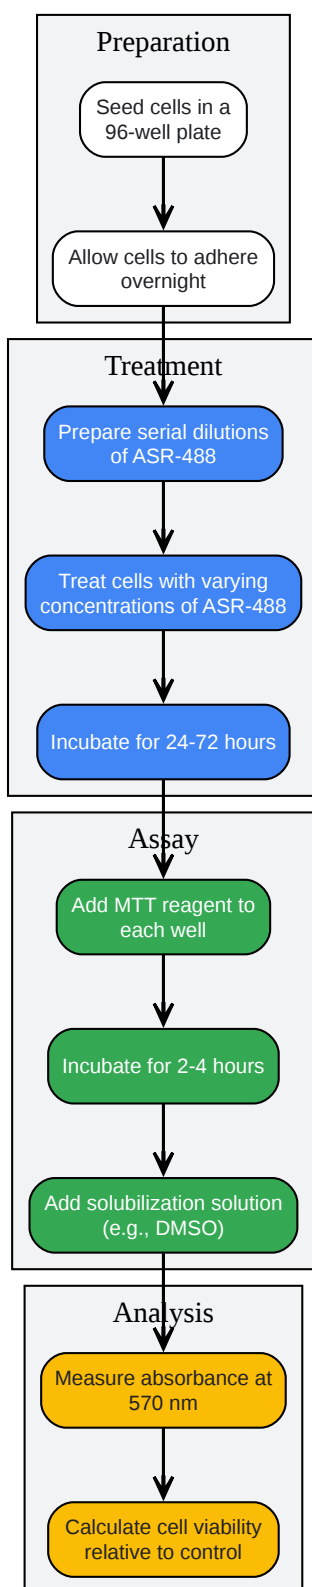 Preparation
Seed cells in a
96-well plate
Allow cells to adhere
overnight
Treatment
Prepare serial dilutions
of ASR-488
Treat cells with varying
concentrations of ASR-488
Incubate for 24-72 hours
Assay
Add MTT reagent to
each well
Incubate for 2-4 hours
Add solubilization solution
(e.g., DMSO)
Analysis
Measure absorbance at
570 nm
Calculate cell viability
relative to control